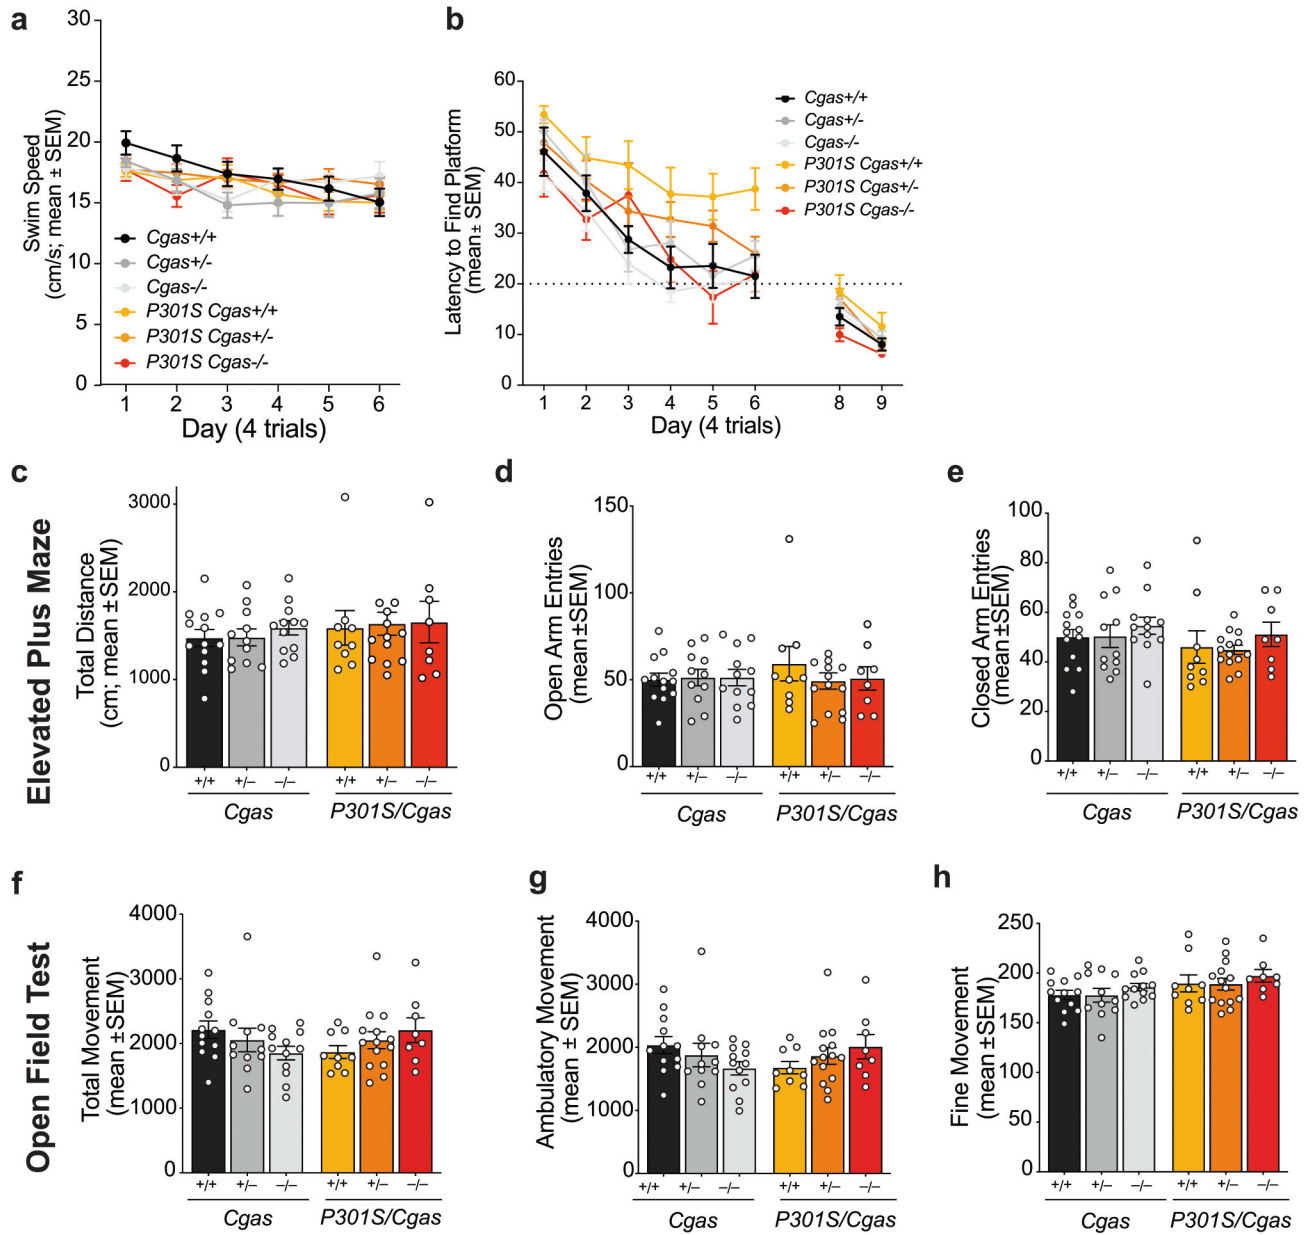 a
30
25
20
15
10
5
0
Swim Speed
(cm/s; mean ± SEM)
Cgas+/+
Cgas+/-
Cgas-/-
P301S Cgas+/+
P301S Cgas+/-
P301S Cgas-/-
1 2 3 4 5 6
Day (4 trials)
b
60
50
40
30
20
10
0
Latency to Find Platform
(mean± SEM)
Cgas+/+
Cgas+/-
Cgas-/-
P301S Cgas+/+
P301S Cgas+/-
P301S Cgas-/-
1 2 3 4 5 6 8 9
Day (4 trials)
Elevated Plus Maze
c
3000
2000
1000
0
Total Distance
(cm; mean ±SEM)
+/+ +/– –/– +/+ +/– –/–
Cgas P301S/Cgas
d
150
100
50
0
Open Arm Entries
(mean±SEM)
+/+ +/– –/– +/+ +/– –/–
Cgas P301S/Cgas
e
100
80
60
40
20
0
Closed Arm Entries
(mean±SEM)
+/+ +/– –/– +/+ +/– –/–
Cgas P301S/Cgas
Open Field Test
f
4000
3000
2000
1000
0
Total Movement
(mean ±SEM)
+/+ +/– –/– +/+ +/– –/–
Cgas P301S/Cgas
g
4000
3000
2000
1000
0
Ambulatory Movement
(mean ± SEM)
+/+ +/– –/– +/+ +/– –/–
Cgas P301S/Cgas
h
250
200
150
100
50
0
Fine Movement
(mean ±SEM)
+/+ +/– –/– +/+ +/– –/–
Cgas P301S/Cgas